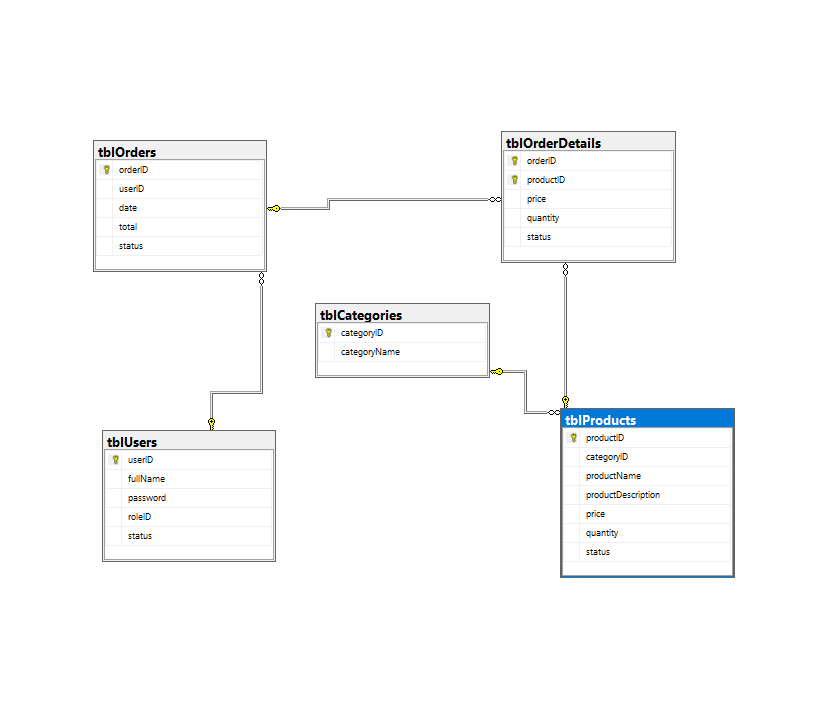 tblOrders
orderID
userID
date
total
status
tblOrderDetails
orderID
productID
price
quantity
status
tblCategories
categoryID
categoryName
tblUsers
userID
fullName
password
roleID
status
tblProducts
productID
categoryID
productName
productDescription
price
quantity
status